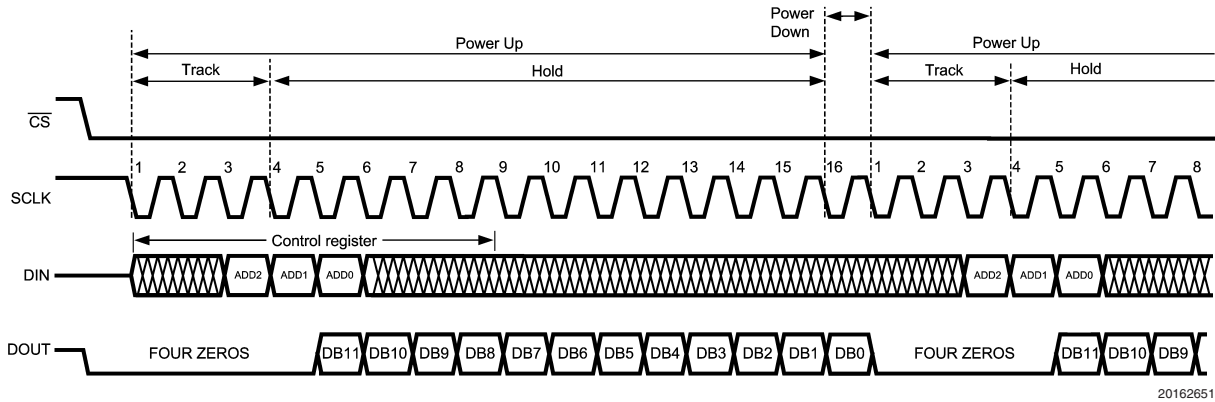 Power Down
Power Up
Power Up
Track
Hold
Track
Hold
CS
1 2 3 4 5 6 7 8 9 10 11 12 13 14 15 16 1 2 3 4 5 6 7 8
SCLK
Control register
DIN
ADD2 ADD1 ADD0 ADD2 ADD1 ADD0
DOUT
FOUR ZEROS DB11 DB10 DB9 DB8 DB7 DB6 DB5 DB4 DB3 DB2 DB1 DB0 FOUR ZEROS DB11 DB10 DB9
20162651